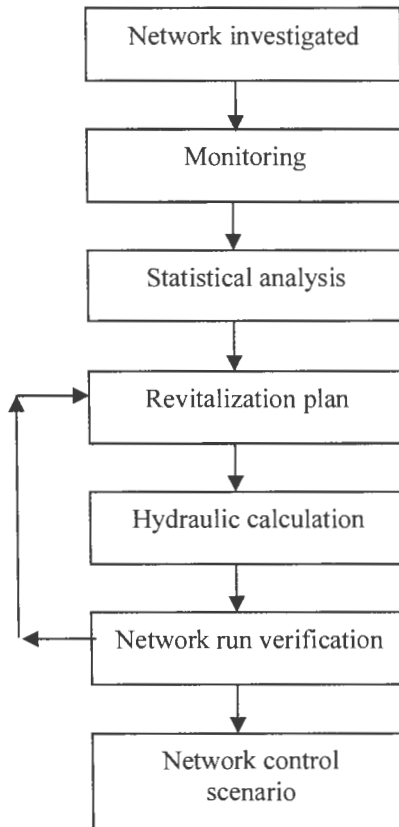 Network investigated
Monitoring
Statistical analysis
Revitalization plan
Hydraulic calculation
Network run verification
Network control
scenario